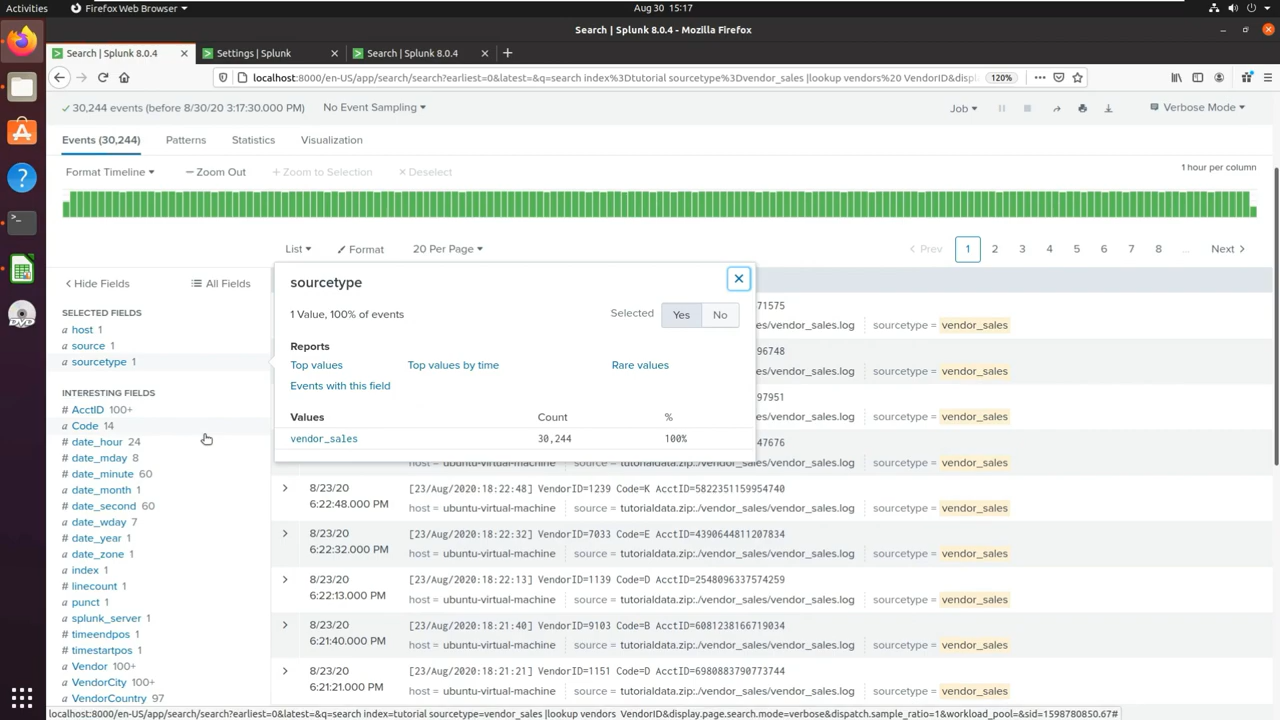 Activities Firefox Web Browser Aug 30 15:17
Search | Splunk 8.0.4 - Mozilla Firefox
Search | Splunk 8.0.4 Settings | Splunk Search | Splunk 8.0.4
localhost:8000/en-US/app/search/search?earliest=0&latest=&q=search index%3Dtutorial sourcetype%3Dvendor_sales |lookup vendors%20 VendorID&displ 120%
30,244 events (before 8/30/20 3:17:30.000 PM) No Event Sampling Job Verbose Mode
Events (30,244) Patterns Statistics Visualization
Format Timeline — Zoom Out + Zoom to Selection × Deselect 1 hour per column
List Format 20 Per Page < Prev 1 2 3 4 5 6 7 8 ... Next >
< Hide Fields All Fields
SELECTED FIELDS
a host 1
a source 1
a sourcetype 1
INTERESTING FIELDS
# AcctID 100+
a Code 14
# date_hour 24
# date_mday 8
# date_minute 60
a date_month 1
# date_second 60
a date_wday 7
# date_year 1
a date_zone 1
a index 1
# linecount 1
a punct 1
a splunk_server 1
# timeendpos 1
# timestartpos 1
a Vendor 100+
a VendorCity 100+
a VendorCountry 97
sourcetype
1 Value, 100% of events Selected Yes No
Reports
Top values Top values by time Rare values
Events with this field
Values Count %
vendor_sales 30,244 100%
71575
es/vendor_sales.log sourcetype = vendor_sales
96748
es/vendor_sales.log sourcetype = vendor_sales
97951
es/vendor_sales.log sourcetype = vendor_sales
47676
host = ubuntu-virtual-machine source = tutorialdata.zip:./vendor_sales/vendor_sales.log sourcetype = vendor_sales
8/23/20 [23/Aug/2020:18:22:48] VendorID=1239 Code=K AcctID=5822351159954740
6:22:48.000 PM host = ubuntu-virtual-machine source = tutorialdata.zip:./vendor_sales/vendor_sales.log sourcetype = vendor_sales
8/23/20 [23/Aug/2020:18:22:32] VendorID=7033 Code=E AcctID=4390644811207834
6:22:32.000 PM host = ubuntu-virtual-machine source = tutorialdata.zip:./vendor_sales/vendor_sales.log sourcetype = vendor_sales
8/23/20 [23/Aug/2020:18:22:13] VendorID=1139 Code=D AcctID=2548096337574259
6:22:13.000 PM host = ubuntu-virtual-machine source = tutorialdata.zip:./vendor_sales/vendor_sales.log sourcetype = vendor_sales
8/23/20 [23/Aug/2020:18:21:40] VendorID=9103 Code=B AcctID=6081238166719034
6:21:40.000 PM host = ubuntu-virtual-machine source = tutorialdata.zip:./vendor_sales/vendor_sales.log sourcetype = vendor_sales
8/23/20 [23/Aug/2020:18:21:21] VendorID=1151 Code=D AcctID=6980883790773744
6:21:21.000 PM host = ubuntu-virtual-machine source = tutorialdata.zip:./vendor_sales/vendor_sales.log sourcetype = vendor_sales
localhost:8000/en-US/app/search/search?earliest=0&latest=&q=search index=tutorial sourcetype=vendor_sales |lookup vendors VendorID&display.page.search.mode=verbose&dispatch.sample_ratio=1&workload_pool=&sid=1598780850.67#